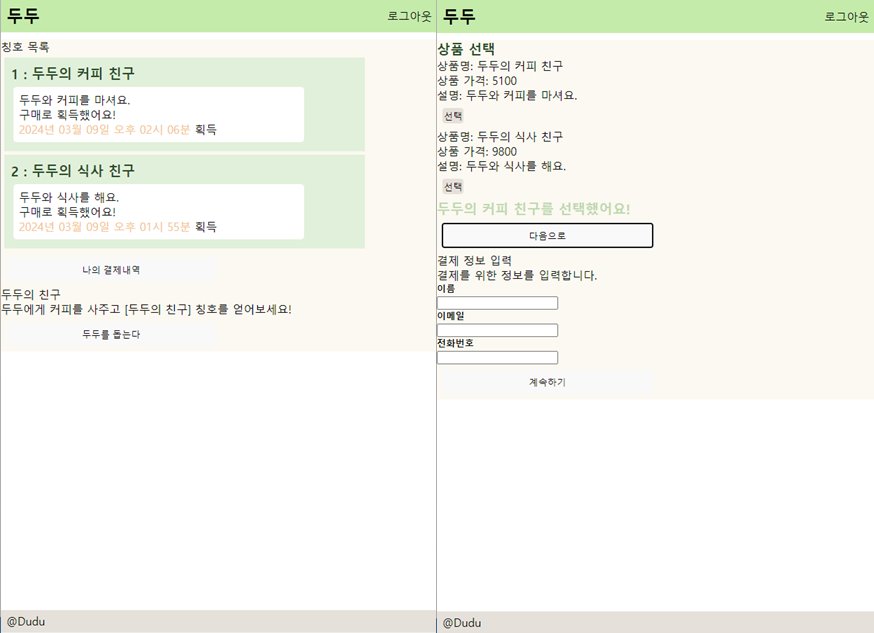 두두
로그아웃
칭호 목록
1 : 두두의 커피 친구
두두와 커피를 마셔요.
구매로 획득했어요!
2024년 03월 09일 오후 02시 06분 획득
2 : 두두의 식사 친구
두두와 식사를 해요.
구매로 획득했어요!
2024년 03월 09일 오후 01시 55분 획득
나의 결제내역
두두의 친구
두두에게 커피를 사주고 [두두의 친구] 칭호를 얻어보세요!
두두를 돕는다
@Dudu
두두
로그아웃
상품 선택
상품명: 두두의 커피 친구
상품 가격: 5100
설명: 두두와 커피를 마셔요.
선택
상품명: 두두의 식사 친구
상품 가격: 9800
설명: 두두와 식사를 해요.
선택
두두의 커피 친구를 선택했어요!
다음으로
결제 정보 입력
결제를 위한 정보를 입력합니다.
이름
이메일
전화번호
계속하기
@Dudu